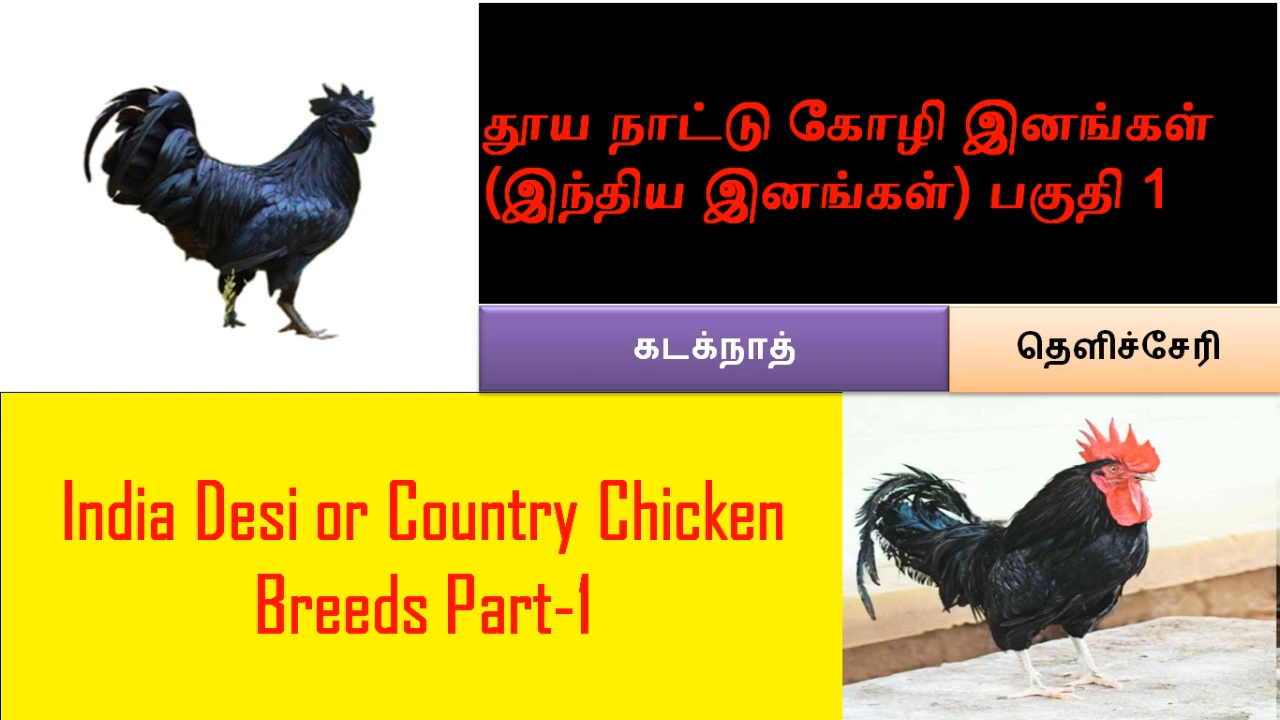 தூய நாட்டு கோழி இனங்கள்
(இந்திய இனங்கள்) பகுதி 1
கடக்நாத்
தெளிச்சேரி
India Desi or Country Chicken
Breeds Part-1